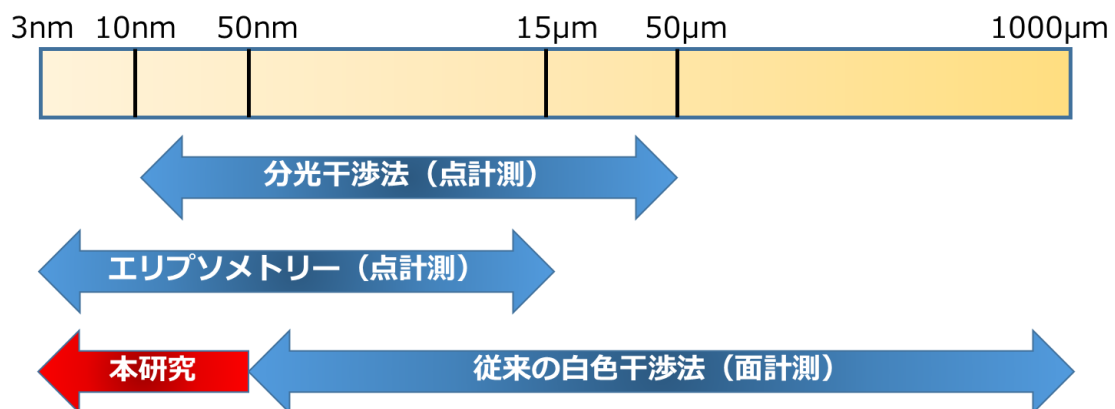 3nm 10nm 50nm 15μm 50μm 1000μm
分光干渉法（点計測）
エリプソメトリー（点計測）
本研究 従来の白色干渉法（面計測）